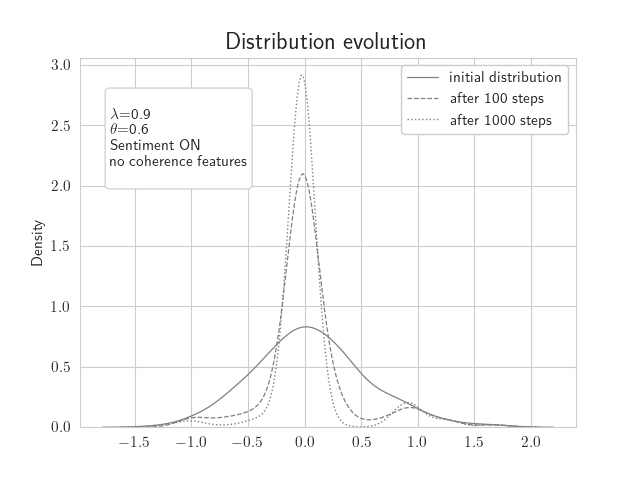 Distribution evolution
3.0
2.5
2.0
1.5
1.0
0.5
0.0
Density
λ=0.9
θ=0.6
Sentiment ON
no coherence features
initial distribution
after 100 steps
after 1000 steps
−1.5 −1.0 −0.5 0.0 0.5 1.0 1.5 2.0